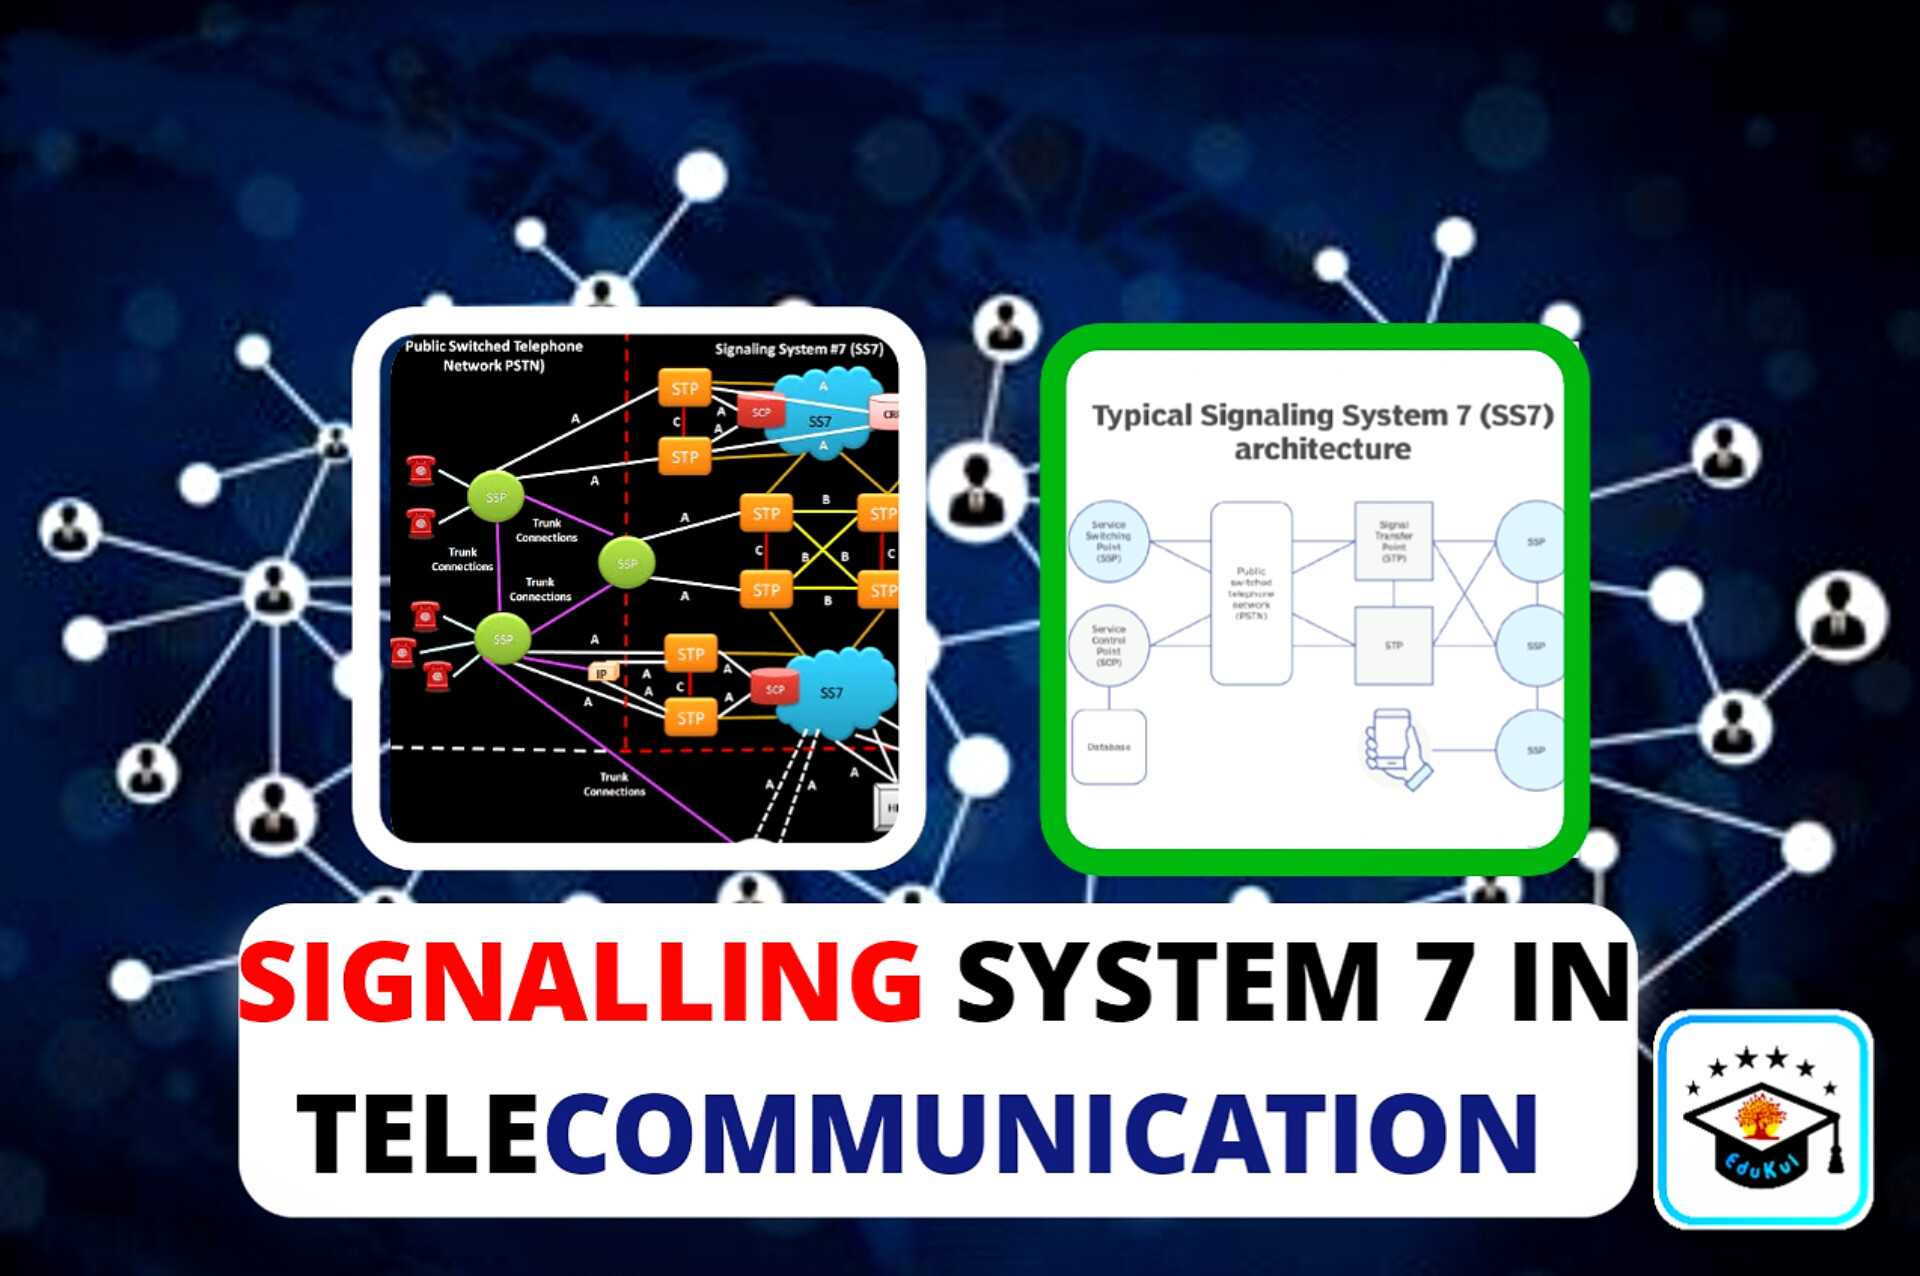 Public Switched Telephone
Network PSTN)
Signaling System #7 (SS7)
STP
A
SCP
SS7
A
C
A
A
A
STP
A
SSP
Trunk
Connections
A
STP
B
STP
SSP
C
B
B
C
Trunk
Connections
Trunk
Connections
STP
STP
A
B
SSP
A
STP
IP
A
A
A
C
SCP
SS7
A
A
STP
Trunk
Connections
A
A
A
Typical Signaling System 7 (SS7)
architecture
Service
Switching
Point
(SSP)
Public
switched
telephone
network
(PSTN)
Signal
Transfer
Point
(STP)
SSP
Service
Control
Point
(SCP)
STP
SSP
Database
SSP
SIGNALLING SYSTEM 7 IN
TELECOMMUNICATION
EduKul